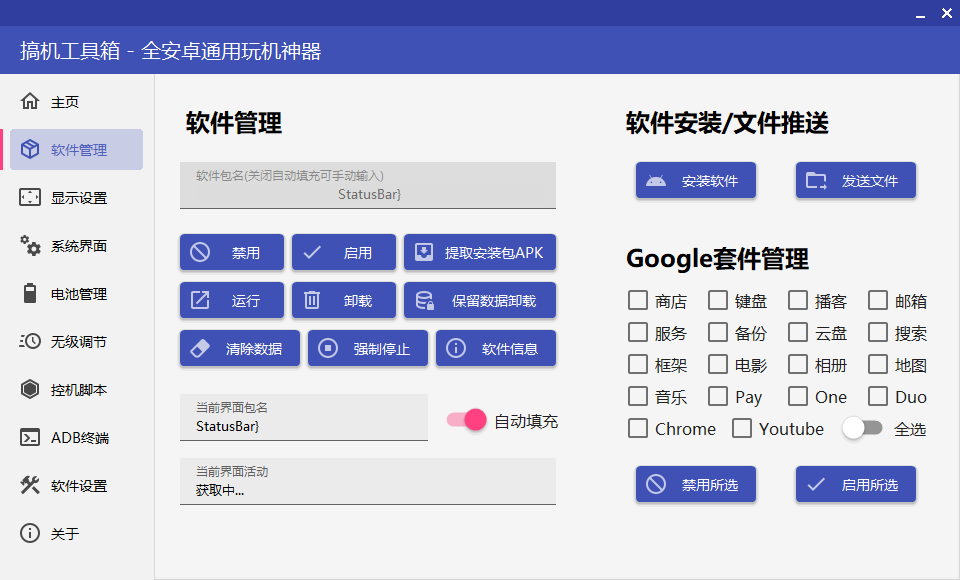 搞机工具箱 - 全安卓通用玩机神器
主页
软件管理
显示设置
系统界面
电池管理
无级调节
控机脚本
ADB终端
软件设置
关于
软件管理
软件包名(关闭自动填充可手动输入)
StatusBar}
禁用 启用 提取安装包APK
运行 卸载 保留数据卸载
清除数据 强制停止 软件信息
当前界面包名
StatusBar}
自动填充
当前界面活动
获取中...
软件安装/文件推送
安装软件 发送文件
Google套件管理
商店 键盘 播客 邮箱
服务 备份 云盘 搜索
框架 电影 相册 地图
音乐 Pay One Duo
Chrome Youtube 全选
禁用所选 启用所选